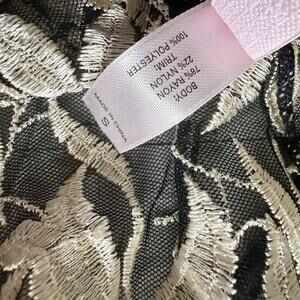 BODY:
78% RAYON
22% NYLON
TRIM:
100% POLYESTER
S
MADE IN CHINA